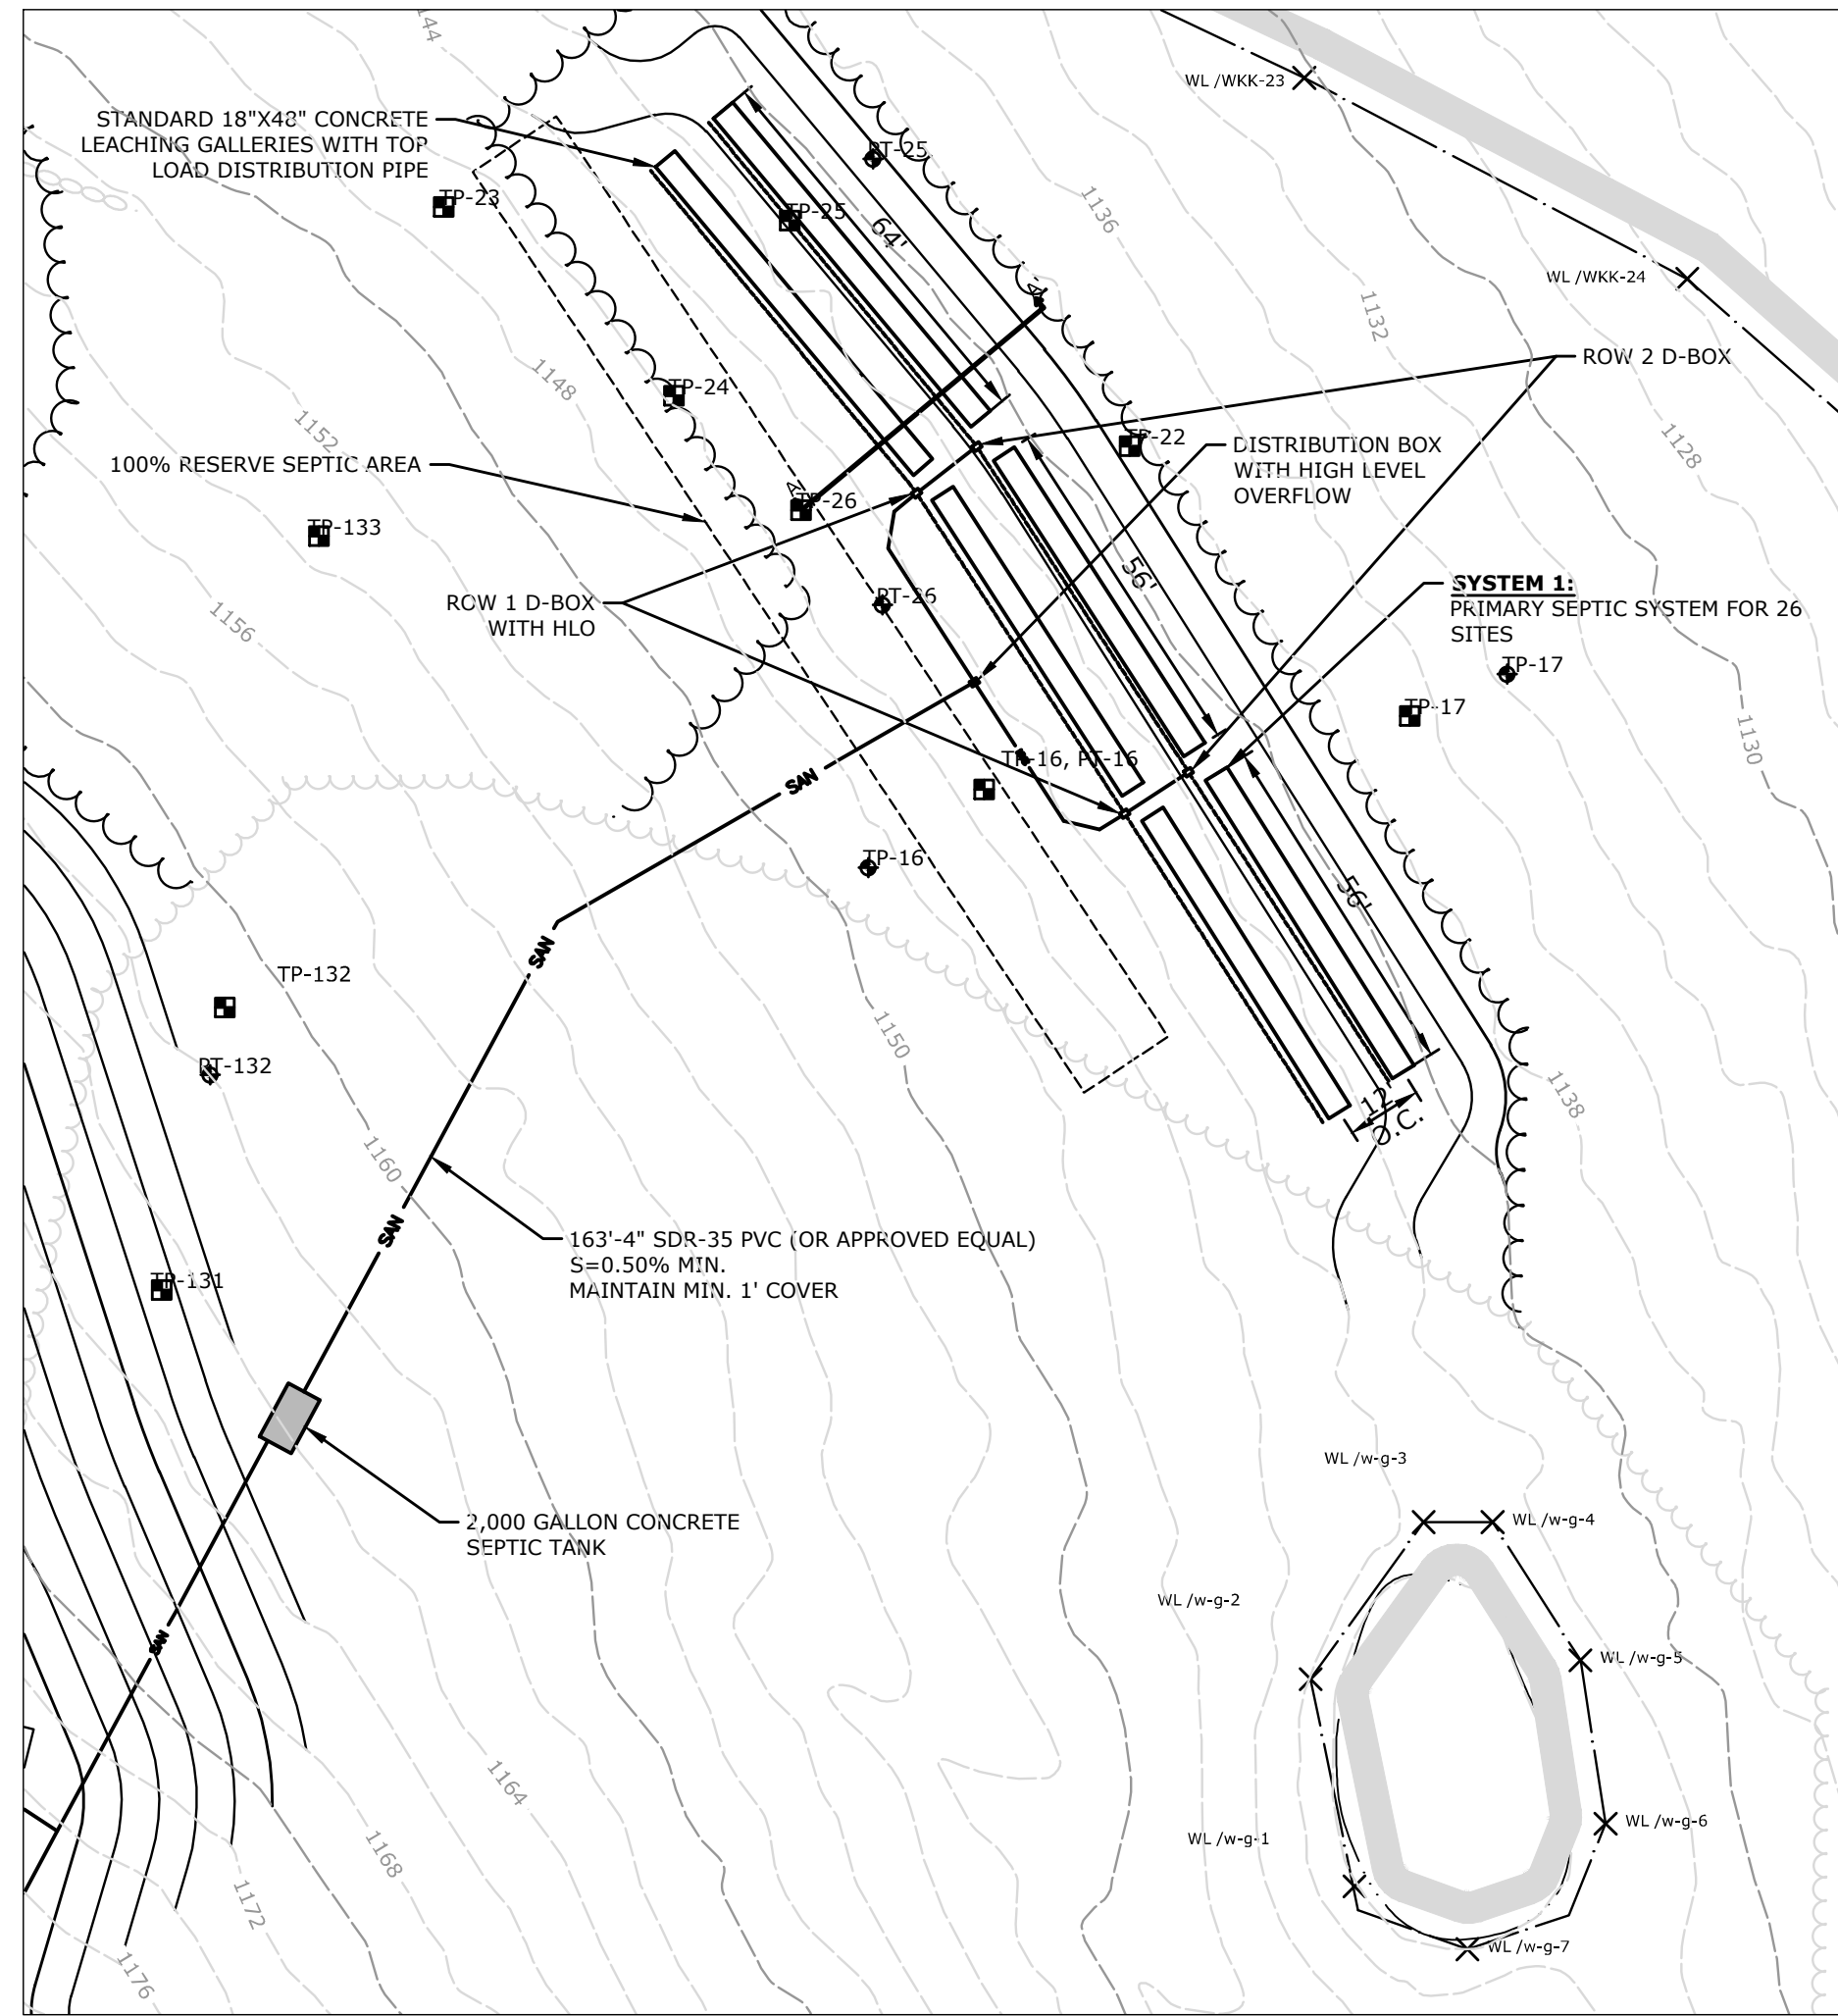 1144
WL /WKK-23
STANDARD 18"X48" CONCRETE
LEACHING GALLERIES WITH TOP
LOAD DISTRIBUTION PIPE
PT-25
TP-23
TP-25
1136
64'
WL /WKK-24
1132
ROW 2 D-BOX
1148
TP-24
1152
TP-22
DISTRIBUTION BOX
WITH HIGH LEVEL
OVERFLOW
1128
100% RESERVE SEPTIC AREA
A
A
TP-26
TP-133
56'
SYSTEM 1:
PRIMARY SEPTIC SYSTEM FOR 26
SITES
ROW 1 D-BOX
WITH HLO
PT-26
1156
TP-17
TP-17
1130
TP-16, PT-16
SAN
TP-16
56'
SAN
TP-132
1150
PT-132
1138
12'
O.C.
1160
SAN
163'-4" SDR-35 PVC (OR APPROVED EQUAL)
S=0.50% MIN.
MAINTAIN MIN. 1' COVER
TP-131
WL /w-g-3
2,000 GALLON CONCRETE
SEPTIC TANK
WL /w-g-4
WL /w-g-2
SAN
WL /w-g-5
1164
WL /w-g-6
WL /w-g-1
1168
1172
WL /w-g-7
1176